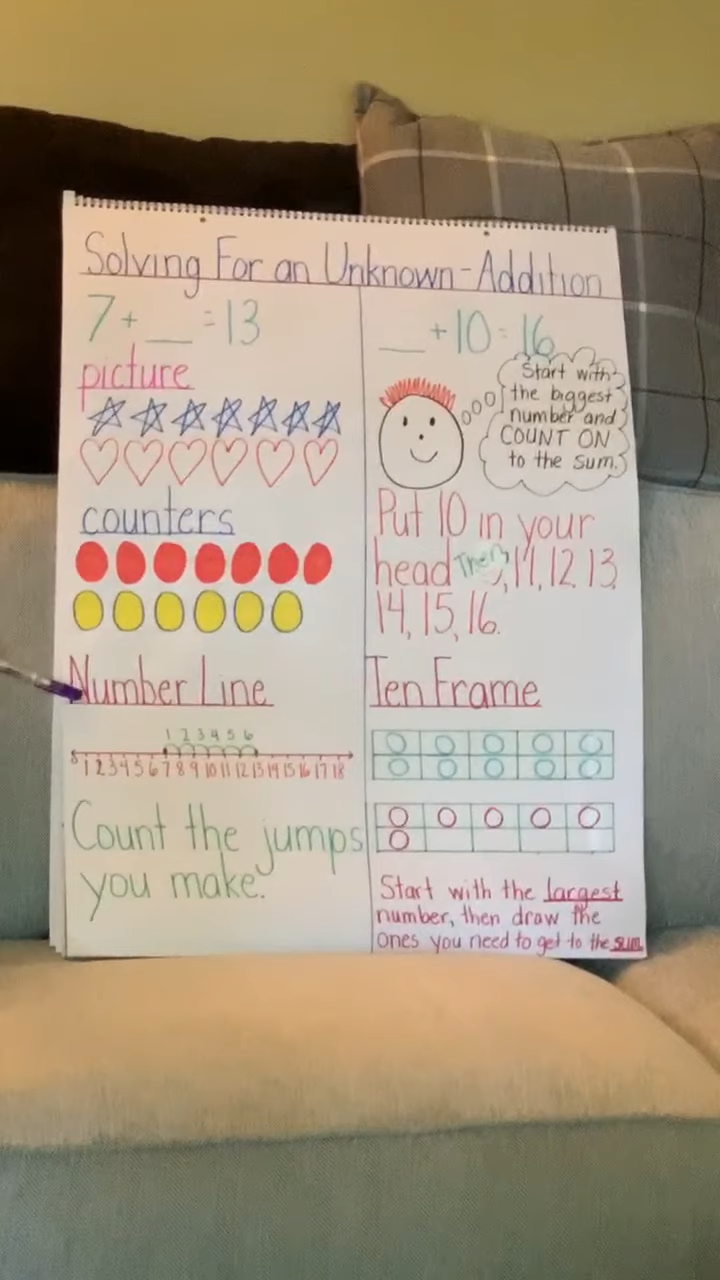 Solving For an Unknown-Addition
7 + __ = 13
picture
counters
Number Line
1 2 3 4 5 6
1 2 3 4 5 6 7 8 9 10 11 12 13 14 15 16 17 18
Count the jumps
you make.
__ + 10 = 16
Start with
the biggest
number and
COUNT ON
to the sum.
Put 10 in your
head Then, 11, 12, 13,
14, 15, 16.
Ten Frame
Start with the largest
number, then draw the
ones you need to get to the sum